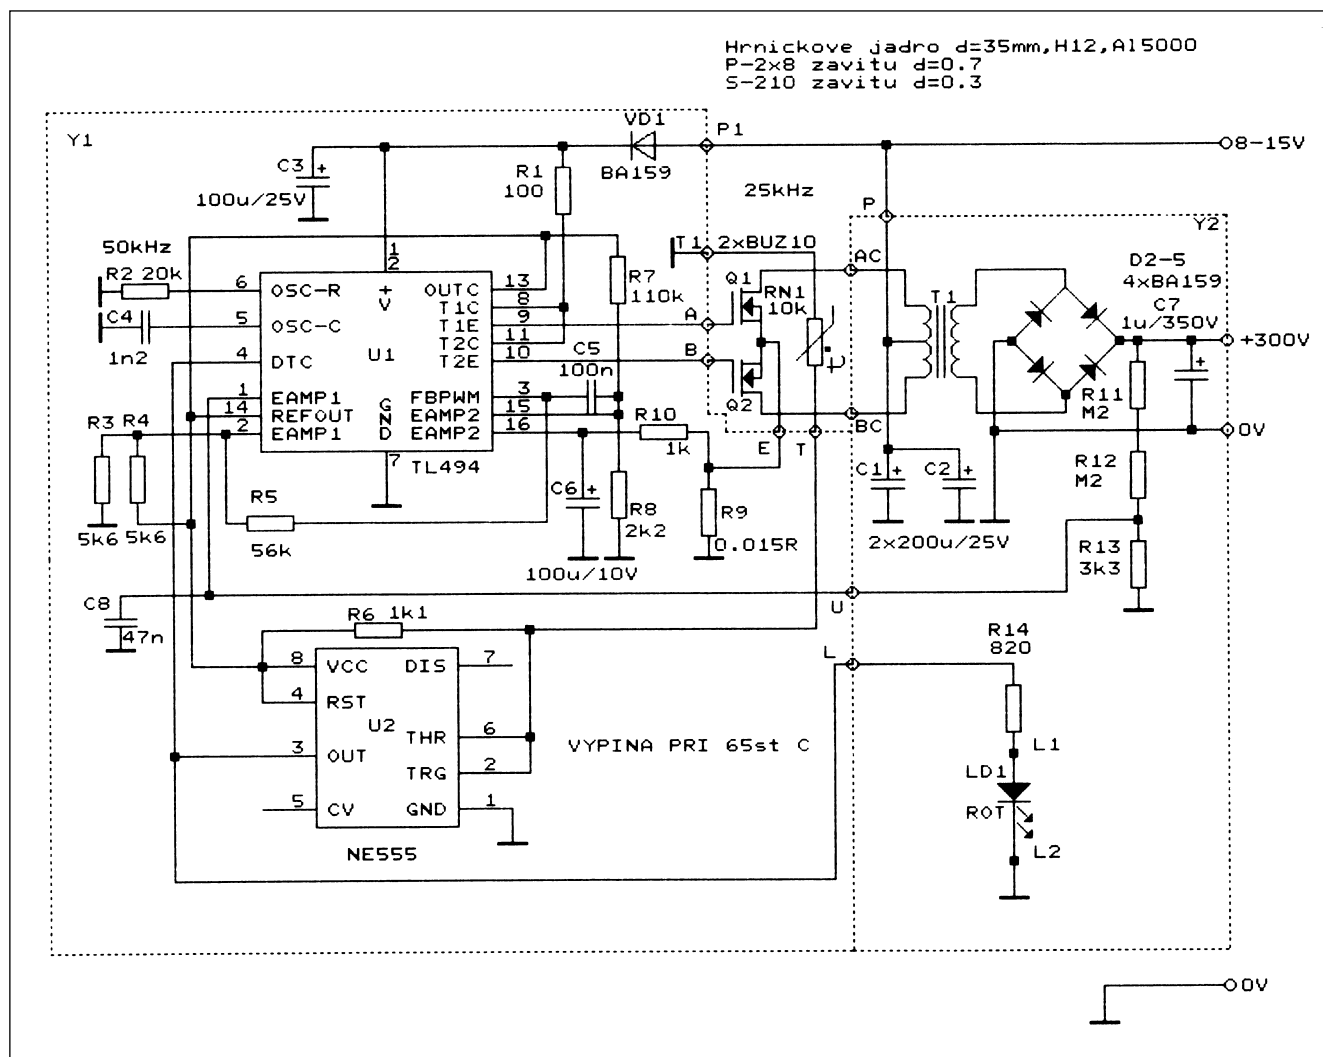 Hrnickove jadro d=35mm,H12,Al5000
P-2x8 zavitu d=0.7
S-210 zavitu d=0.3
Y1
VD1
BA159
P1
8-15V
C3
+
100u/25V
R1
100
25kHz
P
Y2
50kHz
R2 20k
C4
1n2
T1
2xBUZ10
R7
110k
Q1
RN1
10k
AC
T1
D2-5
4xBA159
C7
1u/350V
+
+300V
1
2
6 OSC-R
5 OSC-C
4 DTC
1 EAMP1
14 REFOUT
2 EAMP1
+
V
U1
G
N
D
OUTC 13
T1C 8
T1E 9
T2C 11
T2E 10
FBPWM 3
EAMP2 15
EAMP2 16
7
TL494
C5
100n
A
B
Q2
BC
E
T
R3
5k6
R4
5k6
R5
56k
C6
+
100u/10V
R10
1k
R8
2k2
R9
0.015R
C1
+
C2
+
2x200u/25V
R11
M2
R12
M2
R13
3k3
0V
C8
47n
R6 1k1
U
L
8 VCC
4 RST
3 OUT
5 CV
U2
DIS 7
THR 6
TRG 2
GND 1
NE555
VYPINA PRI 65st C
R14
820
L1
LD1
ROT
L2
0V